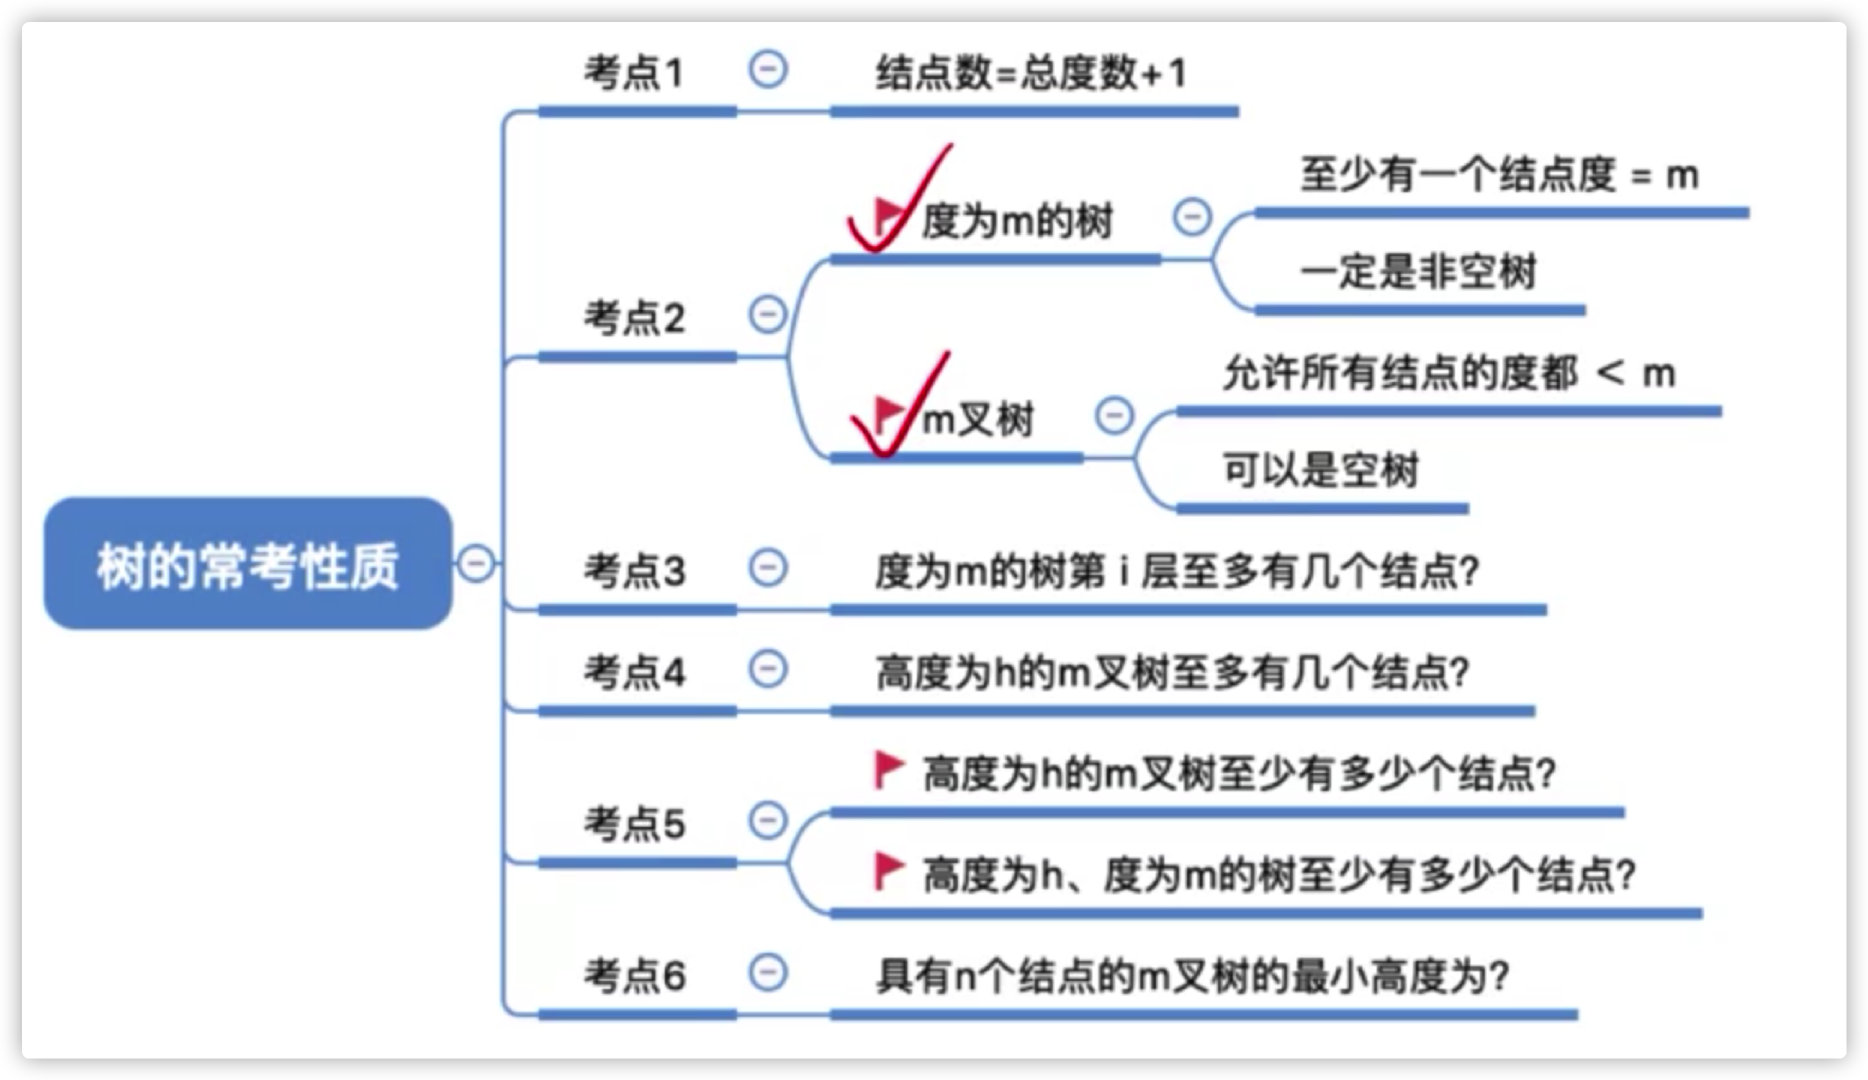 树的常考性质
考点1
结点数=总度数+1
考点2
度为m的树
至少有一个结点度 = m
一定是非空树
m叉树
允许所有结点的度都 < m
可以是空树
考点3
度为m的树第 i 层至多有几个结点?
考点4
高度为h的m叉树至多有几个结点?
考点5
高度为h的m叉树至少有多少个结点?
高度为h、度为m的树至少有多少个结点?
考点6
具有n个结点的m叉树的最小高度为?